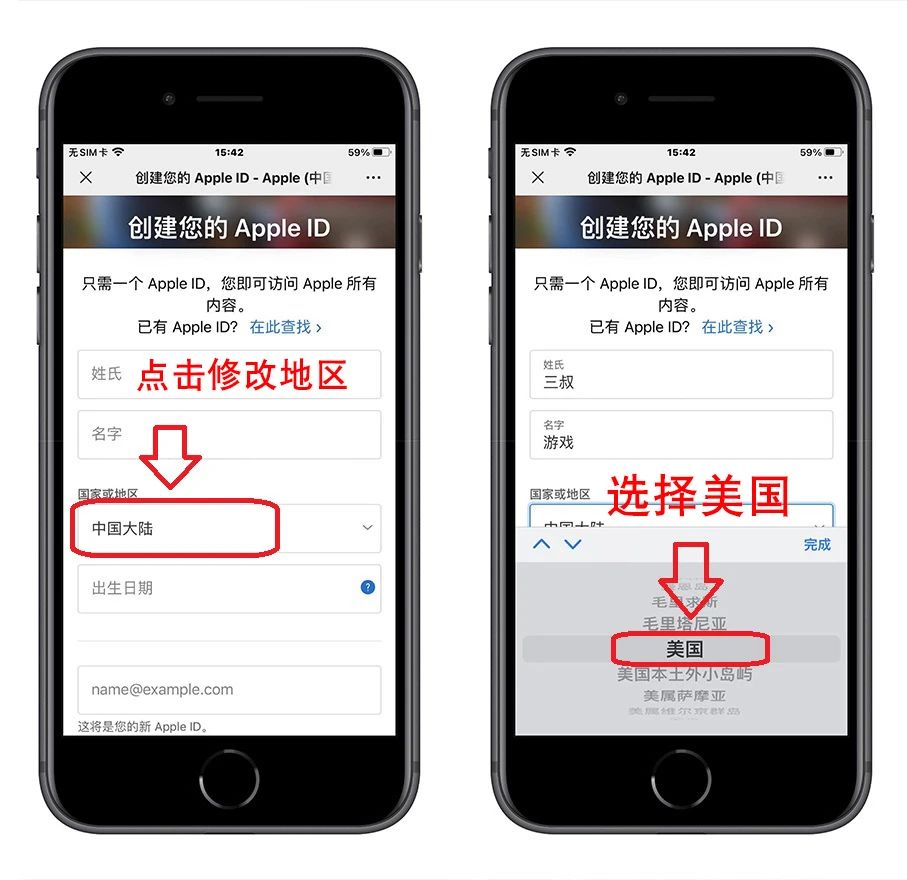 无SIM卡 15:42 59%
创建您的 Apple ID - Apple (中国
创建您的 Apple ID
只需一个 Apple ID，您即可访问 Apple 所有
内容。
已有 Apple ID？ 在此查找 ›
姓氏
点击修改地区
名字
国家或地区
中国大陆
出生日期 ?
name@example.com
这将是您的新 Apple ID。
无SIM卡 15:42 59%
创建您的 Apple ID - Apple (中国
创建您的 Apple ID
只需一个 Apple ID，您即可访问 Apple 所有
内容。
已有 Apple ID？ 在此查找 ›
姓氏
三叔
名字
游戏
国家或地区
选择美国
中国大陆
完成
毛里求斯
毛里塔尼亚
美国
美国本土外小岛屿
美属萨摩亚
美属维尔京群岛